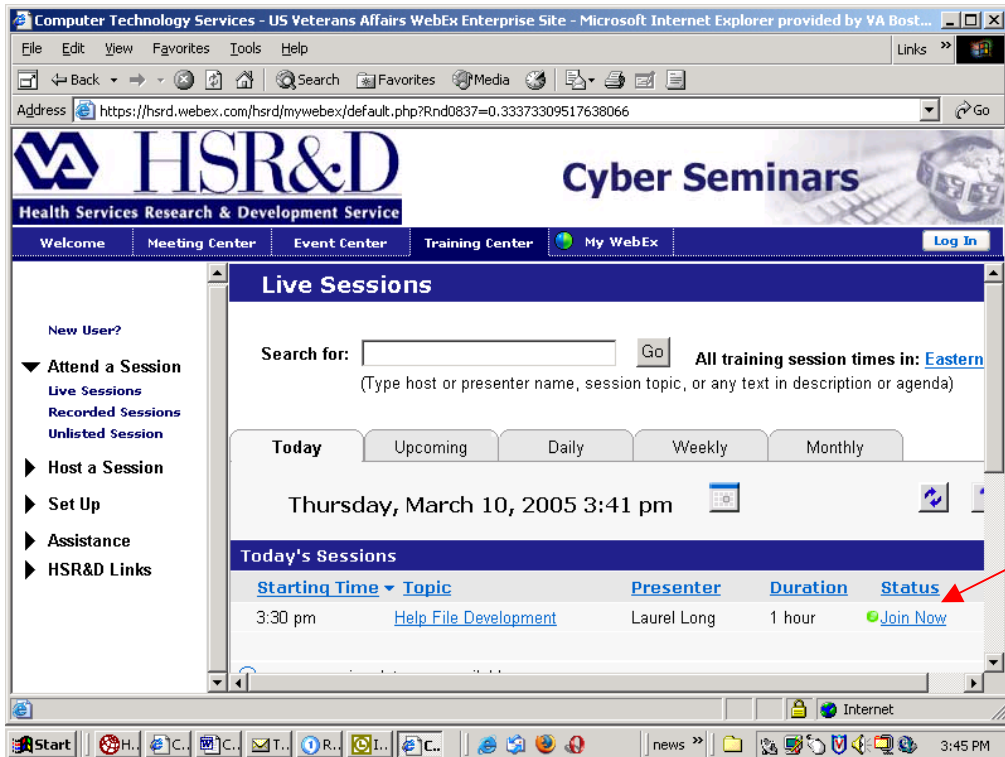 Computer Technology Services - US Veterans Affairs WebEx Enterprise Site - Microsoft Internet Explorer provided by VA Bost...
File Edit View Favorites Tools Help Links »
Back Search Favorites Media
Address https://hsrd.webex.com/hsrd/mywebex/default.php?Rnd0837=0.33373309517638066 Go
VA HSR&D Cyber Seminars
Health Services Research & Development Service
Welcome Meeting Center Event Center Training Center My WebEx Log In
Live Sessions
New User?
Search for: Go All training session times in: Eastern
(Type host or presenter name, session topic, or any text in description or agenda)
Attend a Session
Live Sessions
Recorded Sessions
Unlisted Session
Host a Session
Set Up
Assistance
HSR&D Links
Today Upcoming Daily Weekly Monthly
Thursday, March 10, 2005 3:41 pm
Today's Sessions
Starting Time Topic Presenter Duration Status
3:30 pm Help File Development Laurel Long 1 hour Join Now
Internet
Start H.. C.. C.. T.. R.. I.. C.. news » 3:45 PM